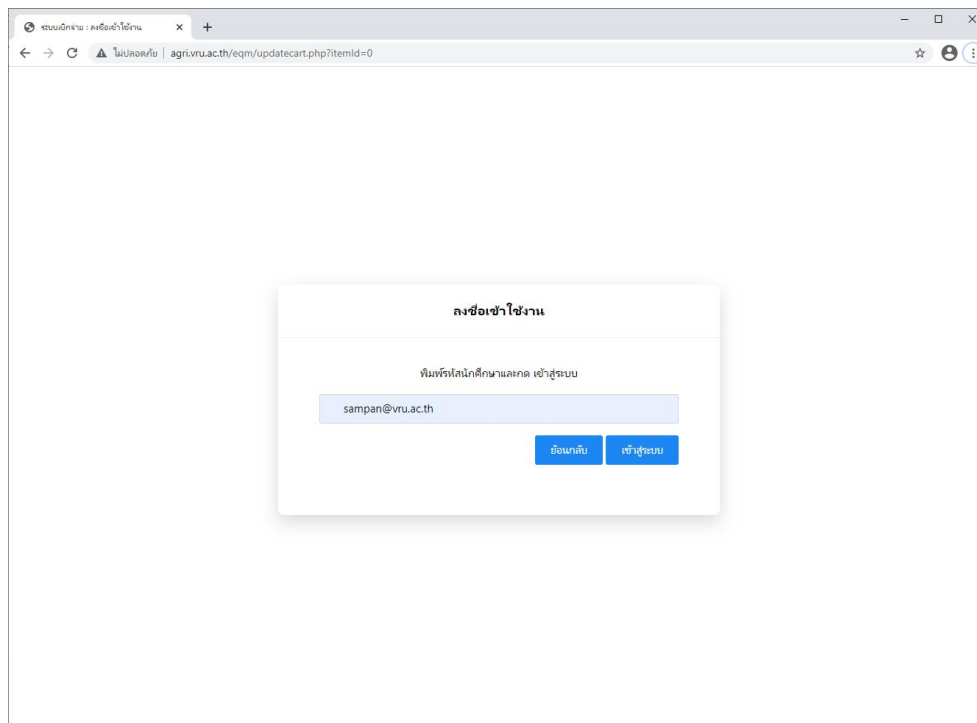 ระบบเบิกจ่าย : ลงชื่อเข้าใช้งาน
ไม่ปลอดภัย | agri.vru.ac.th/eqm/updatecart.php?itemId=0
ลงชื่อเข้าใช้งาน
พิมพ์รหัสนักศึกษาและกด เข้าสู่ระบบ
sampan@vru.ac.th
ย้อนกลับ เข้าสู่ระบบ